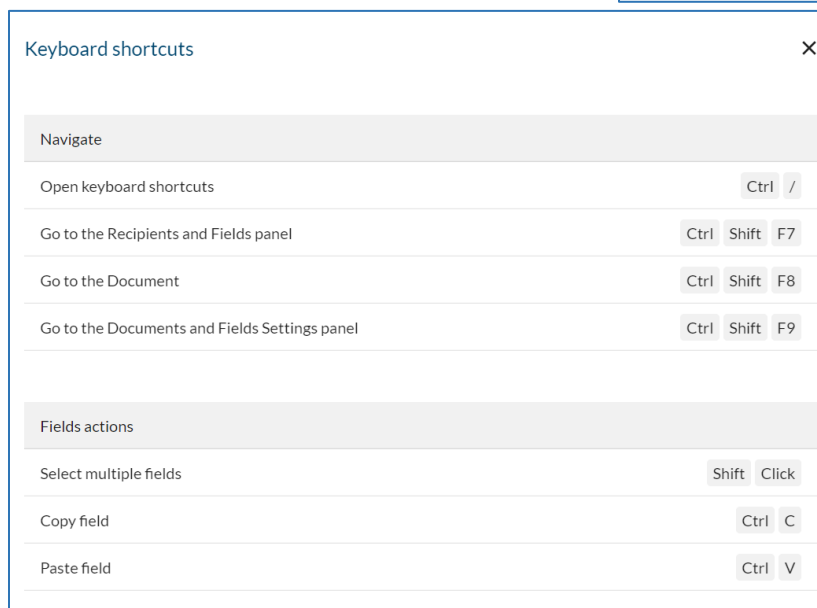 Keyboard shortcuts ×
Navigate
Open keyboard shortcuts Ctrl /
Go to the Recipients and Fields panel Ctrl Shift F7
Go to the Document Ctrl Shift F8
Go to the Documents and Fields Settings panel Ctrl Shift F9
Fields actions
Select multiple fields Shift Click
Copy field Ctrl C
Paste field Ctrl V